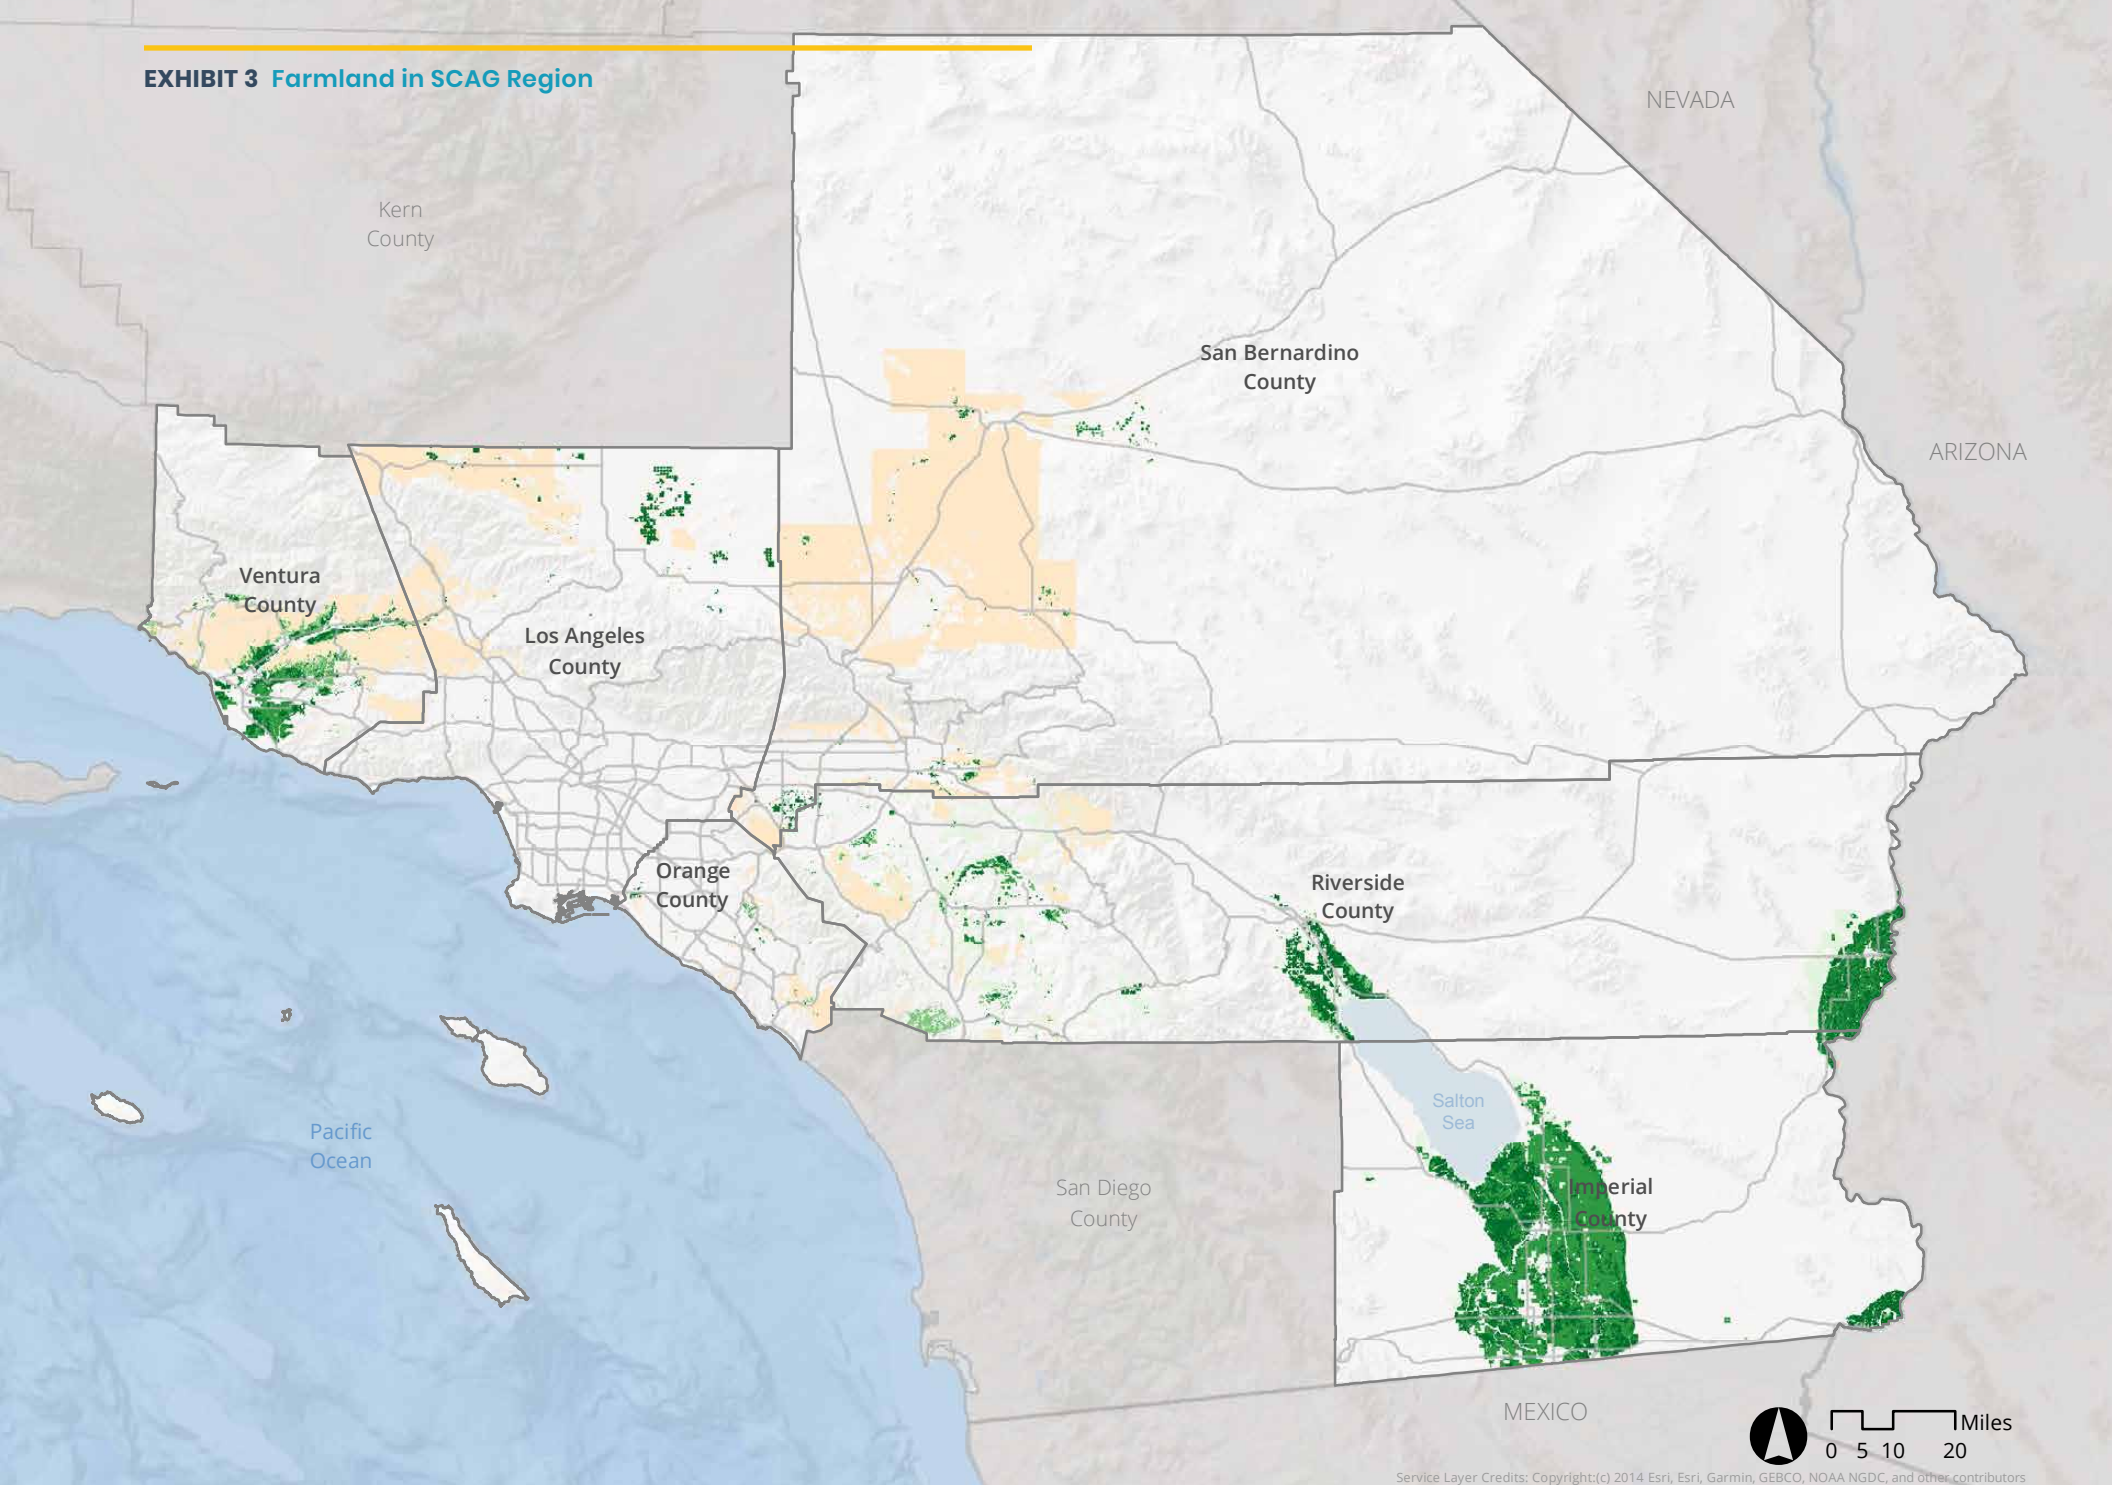 EXHIBIT 3 Farmland in SCAG Region
NEVADA
Kern
County
San Bernardino
County
ARIZONA
Ventura
County
Los Angeles
County
Orange
County
Riverside
County
Salton
Sea
Pacific
Ocean
San Diego
County
Imperial
County
MEXICO
Miles
0 5 10 20
Service Layer Credits: Copyright:(c) 2014 Esri, Esri, Garmin, GEBCO, NOAA NGDC, and other contributors